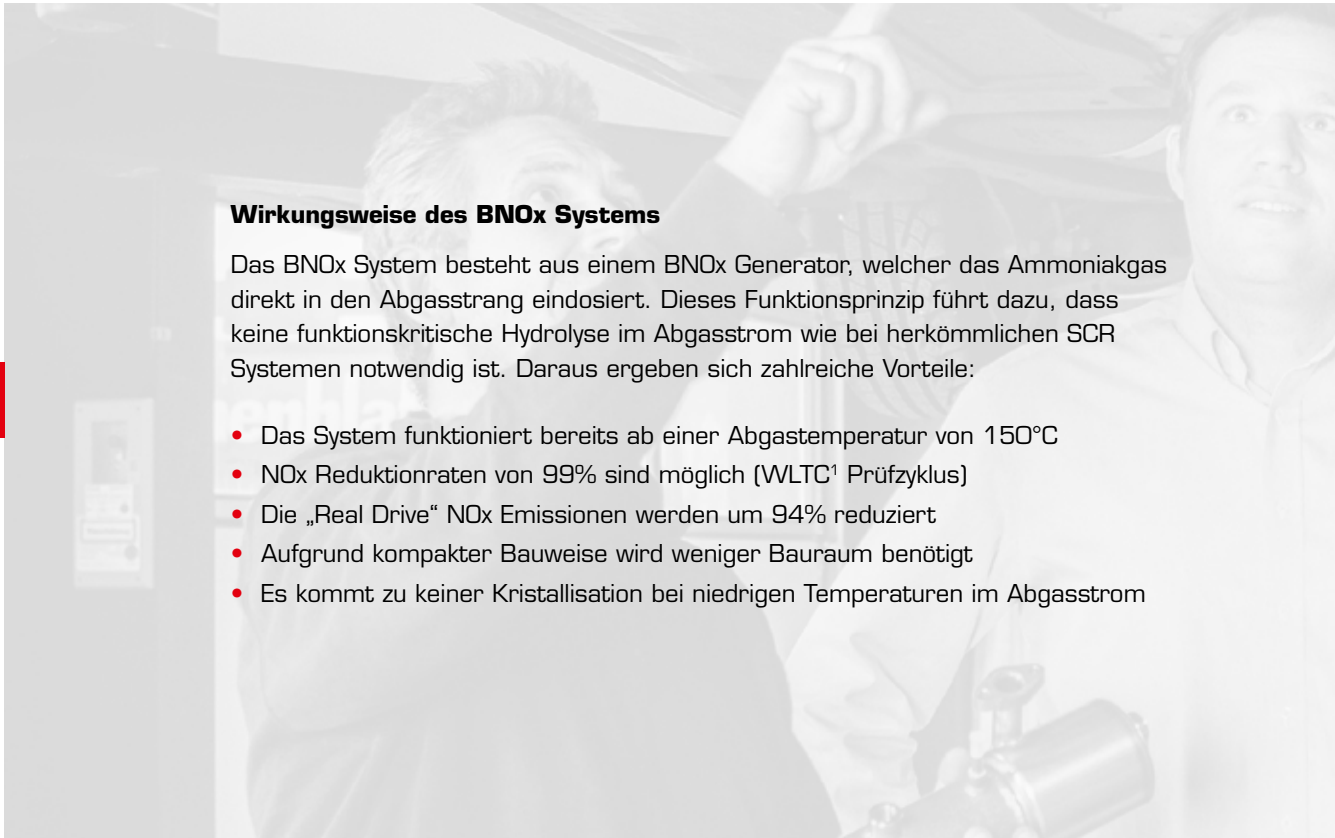 Wirkungsweise des BNOx Systems
Das BNOx System besteht aus einem BNOx Generator, welcher das Ammoniakgas
direkt in den Abgasstrang eindosiert. Dieses Funktionsprinzip führt dazu, dass
keine funktionskritische Hydrolyse im Abgasstrom wie bei herkömmlichen SCR
Systemen notwendig ist. Daraus ergeben sich zahlreiche Vorteile:
• Das System funktioniert bereits ab einer Abgastemperatur von 150°C
• NOx Reduktionraten von 99% sind möglich (WLTC¹ Prüfzyklus)
• Die „Real Drive“ NOx Emissionen werden um 94% reduziert
• Aufgrund kompakter Bauweise wird weniger Bauraum benötigt
• Es kommt zu keiner Kristallisation bei niedrigen Temperaturen im Abgasstrom